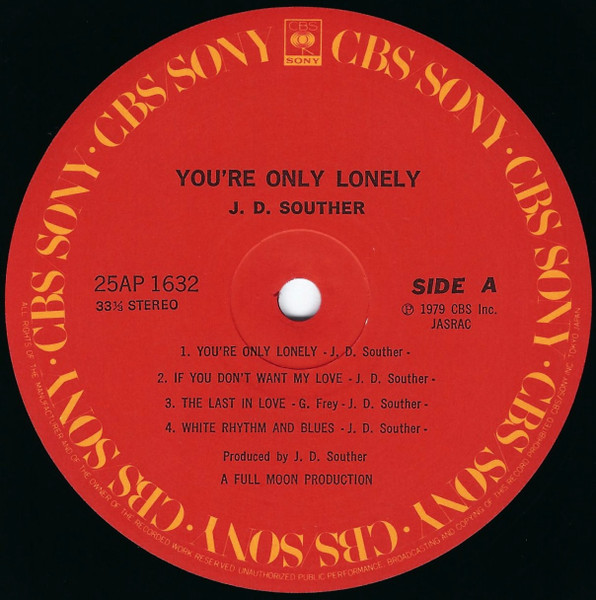 CBS
SONY
CBS SONY · CBS SONY · CBS/SONY · CBS SONY · CBS/SONY · CBS SONY · CBS SONY · CBS/SONY
YOU'RE ONLY LONELY
J. D. SOUTHER
25AP 1632
33⅓ STEREO
SIDE A
Ⓟ 1979 CBS Inc.
JASRAC
1. YOU'RE ONLY LONELY - J. D. Souther -
2. IF YOU DON'T WANT MY LOVE - J. D. Souther -
3. THE LAST IN LOVE - G. Frey - J. D. Souther -
4. WHITE RHYTHM AND BLUES - J. D. Souther -
Produced by J. D. Souther
A FULL MOON PRODUCTION
ALL RIGHTS OF THE MANUFACTURER AND OF THE OWNER OF THE RECORDED WORK RESERVED UNAUTHORIZED PUBLIC PERFORMANCE, BROADCASTING AND COPYING OF THIS RECORD PROHIBITED CBS/SONY INC. TOKYO JAPAN